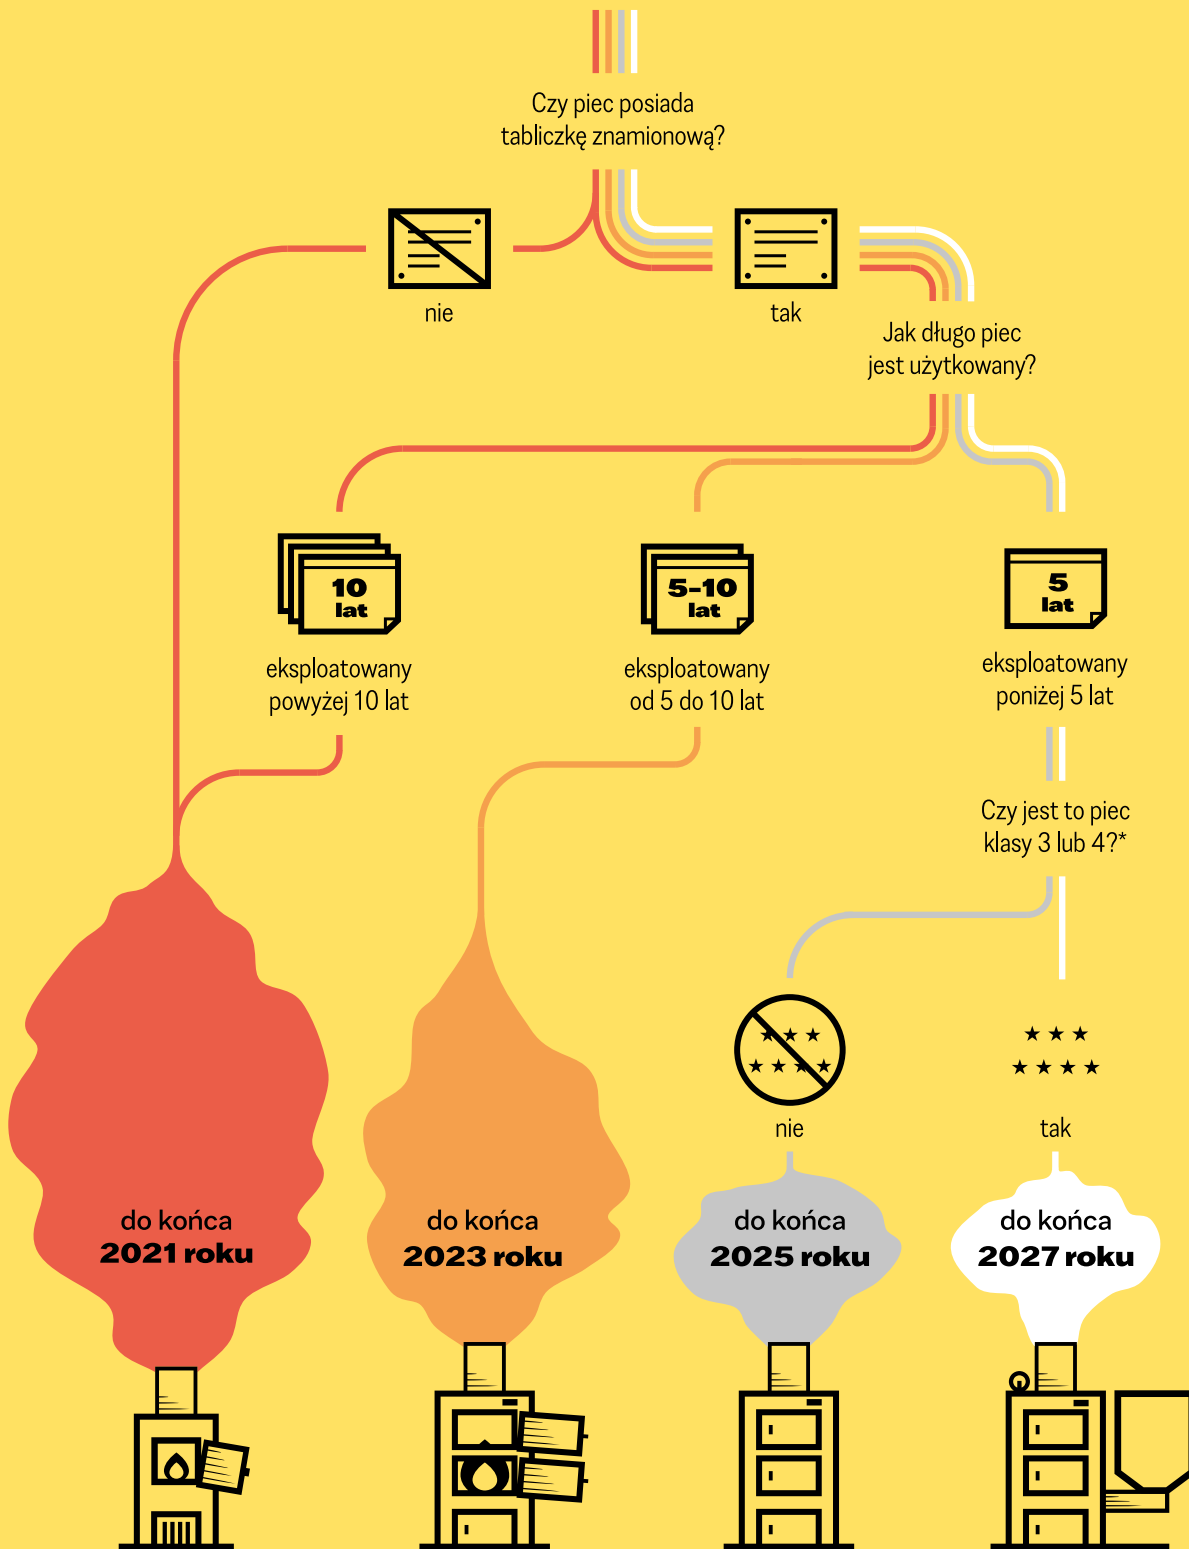 Czy piec posiada
tabliczkę znamionową?
nie
tak
Jak długo piec
jest użytkowany?
10
lat
eksploatowany
powyżej 10 lat
5-10
lat
eksploatowany
od 5 do 10 lat
5
lat
eksploatowany
poniżej 5 lat
Czy jest to piec
klasy 3 lub 4?*
nie
tak
do końca
2021 roku
do końca
2023 roku
do końca
2025 roku
do końca
2027 roku